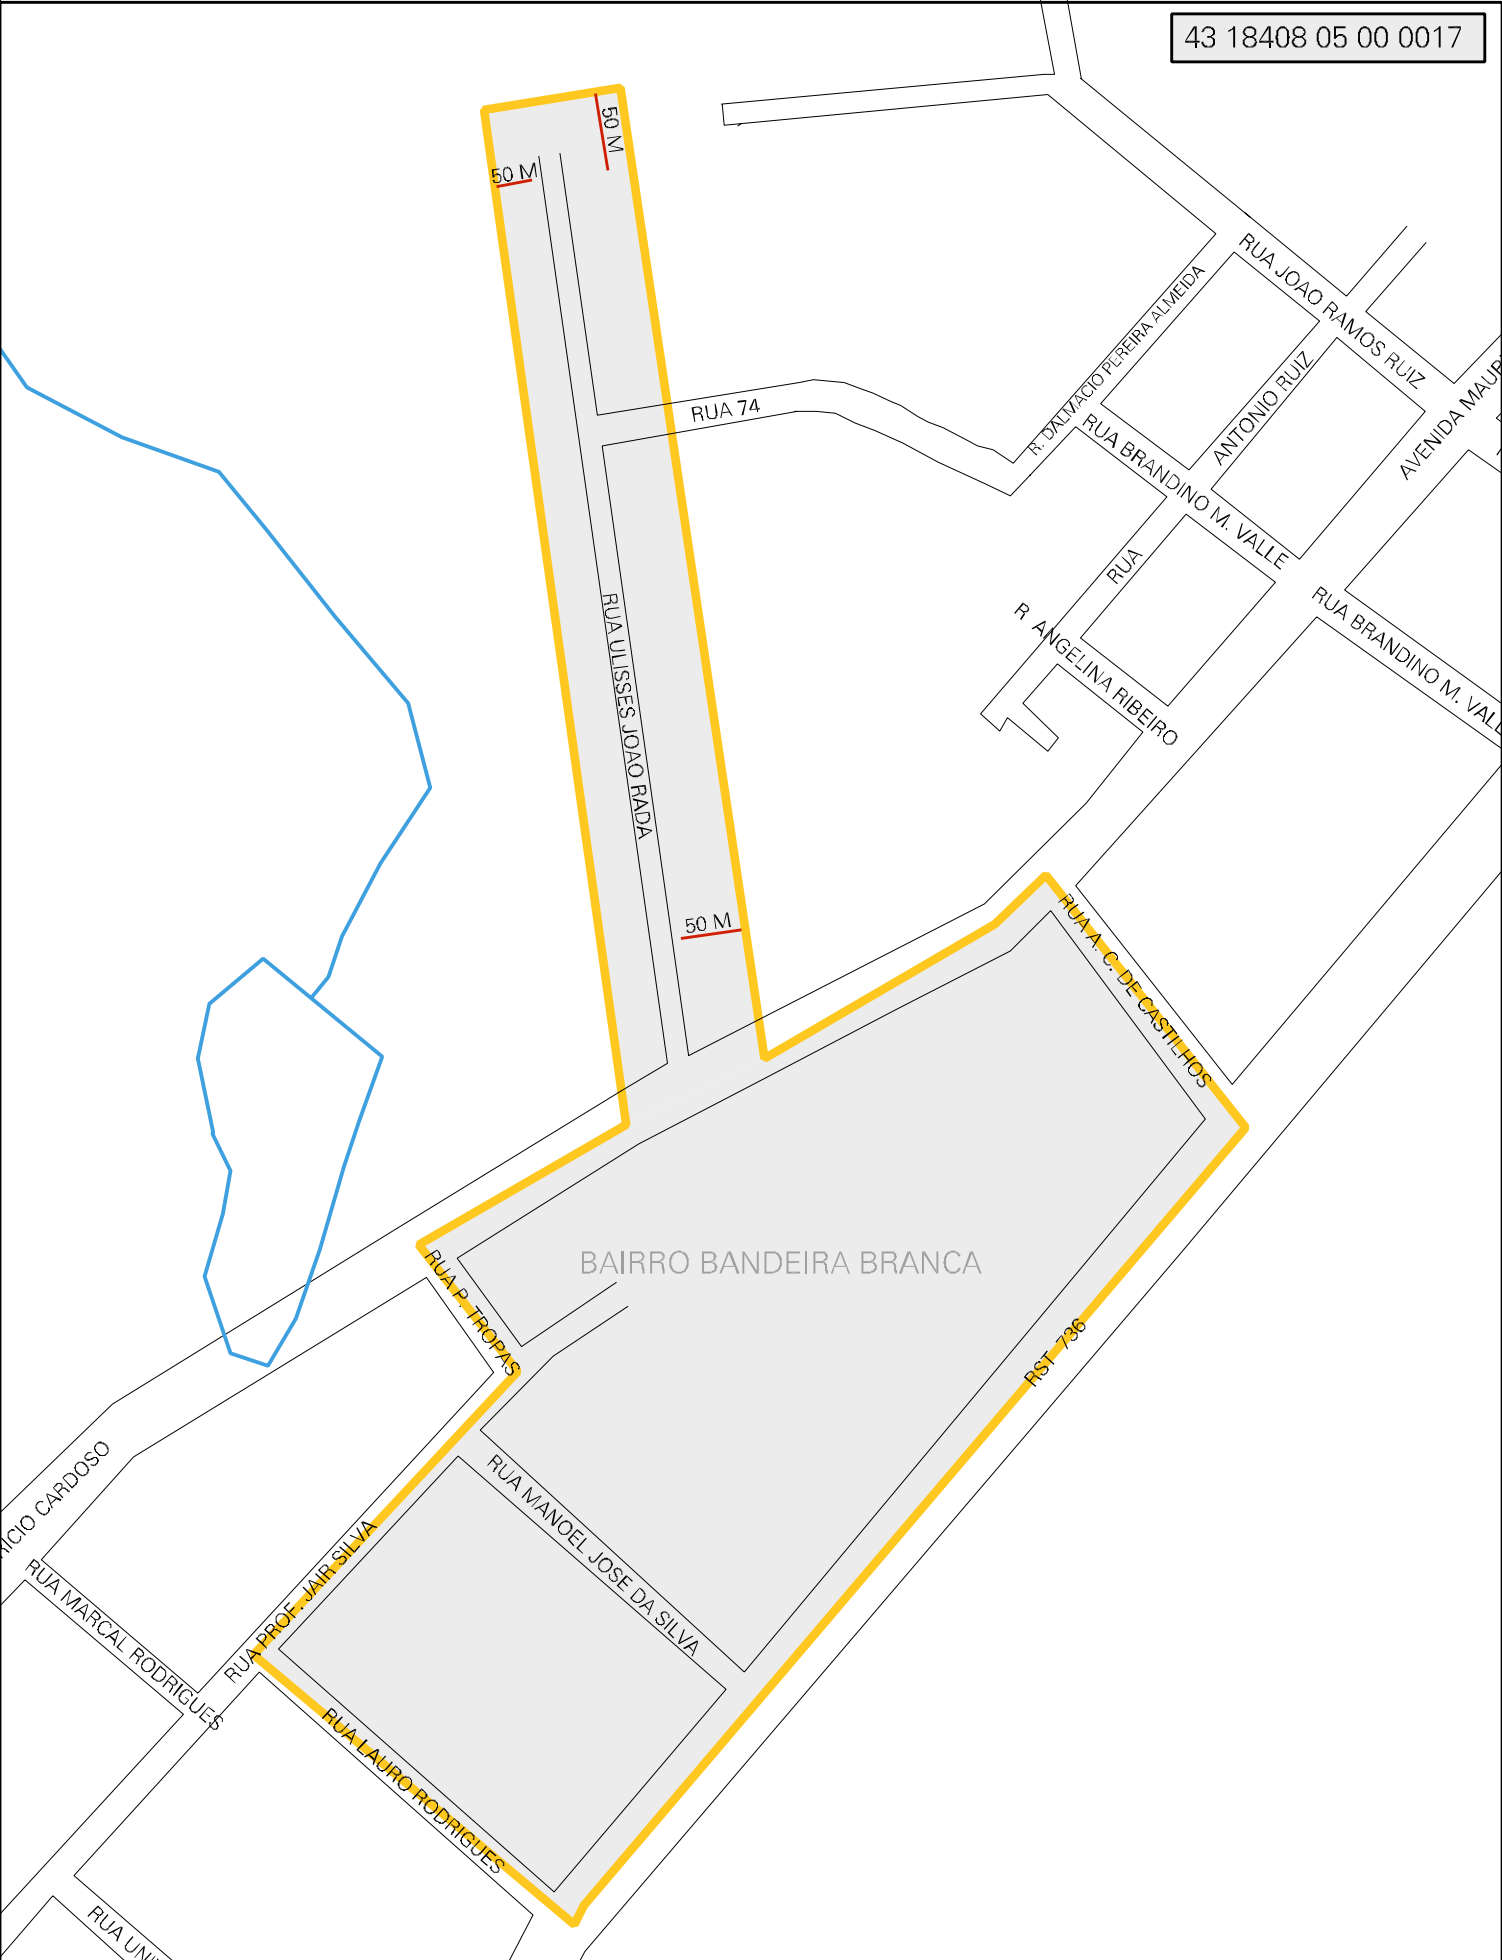 43 18408 05 00 0017
50 M
50 M
RUA JOAO RAMOS RUIZ
R. DALMACIO PEREIRA ALMEIDA
ANTONIO RUIZ
AVENIDA MAUR
RUA 74
RUA BRANDINO M. VALLE
RUA
RUA BRANDINO M. VALL
R ANGELINA RIBEIRO
RUA ULISSES JOAO RADA
50 M
RUA A. C. DE CASTILHOS
BAIRRO BANDEIRA BRANCA
RUA P. TROPAS
RST 736
RICIO CARDOSO
RUA MANOEL JOSE DA SILVA
RUA PROF. JAIR SILVA
RUA MARCAL RODRIGUES
RUA LAURO RODRIGUES
RUA UNI